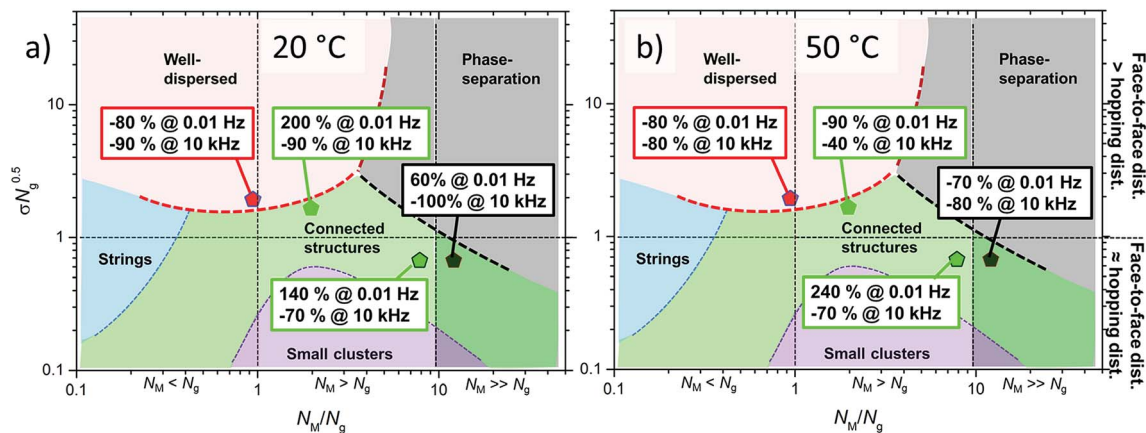 a)
20 °C
Well-
dispersed
Phase-
separation
-80 % @ 0.01 Hz
-90 % @ 10 kHz
200 % @ 0.01 Hz
-90 % @ 10 kHz
60% @ 0.01 Hz
-100% @ 10 kHz
Connected
structures
Strings
140 % @ 0.01 Hz
-70 % @ 10 kHz
Small clusters
10
1
0.1
σN_g^0.5
N_M < N_g
N_M > N_g
N_M >> N_g
0.1
1
10
N_M/N_g
b)
50 °C
Well-
dispersed
Phase-
separation
-80 % @ 0.01 Hz
-80 % @ 10 kHz
-90 % @ 0.01 Hz
-40 % @ 10 kHz
-70 % @ 0.01 Hz
-80 % @ 10 kHz
Connected
structures
Strings
240 % @ 0.01 Hz
-70 % @ 10 kHz
Small clusters
10
1
0.1
N_M < N_g
N_M > N_g
N_M >> N_g
0.1
1
10
N_M/N_g
Face-to-face dist.
> hopping dist.
Face-to-face dist.
≈ hopping dist.